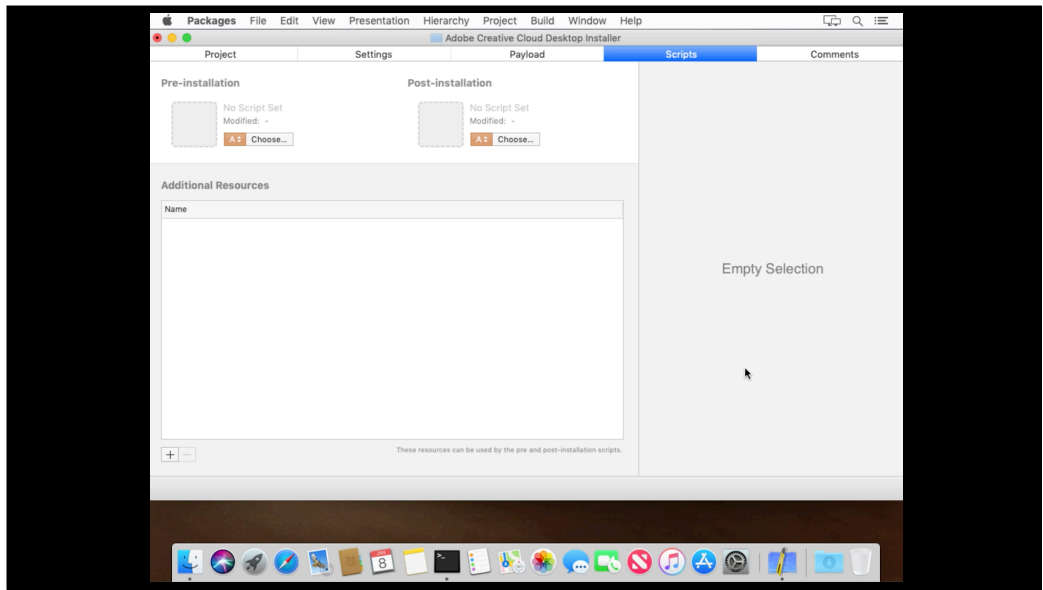 Packages File Edit View Presentation Hierarchy Project Build Window Help
Adobe Creative Cloud Desktop Installer
Project Settings Payload Scripts Comments
Pre-installation Post-installation
No Script Set No Script Set
Modified: - Modified: -
A Choose... A Choose...
Additional Resources
Name
Empty Selection
These resources can be used by the pre and post-installation scripts.
8